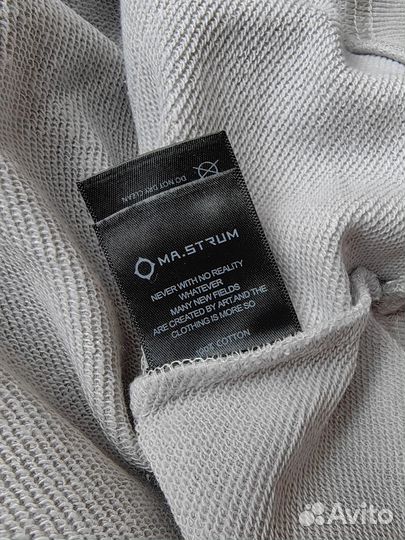 DO NOT DRY CLEAN
MA.STRUM
NEVER WITH NO REALITY
WHATEVER
MANY NEW FIELDS
ARE CREATED BY ART.AND THE
CLOTHING IS MORE SO
COTTON
Avito